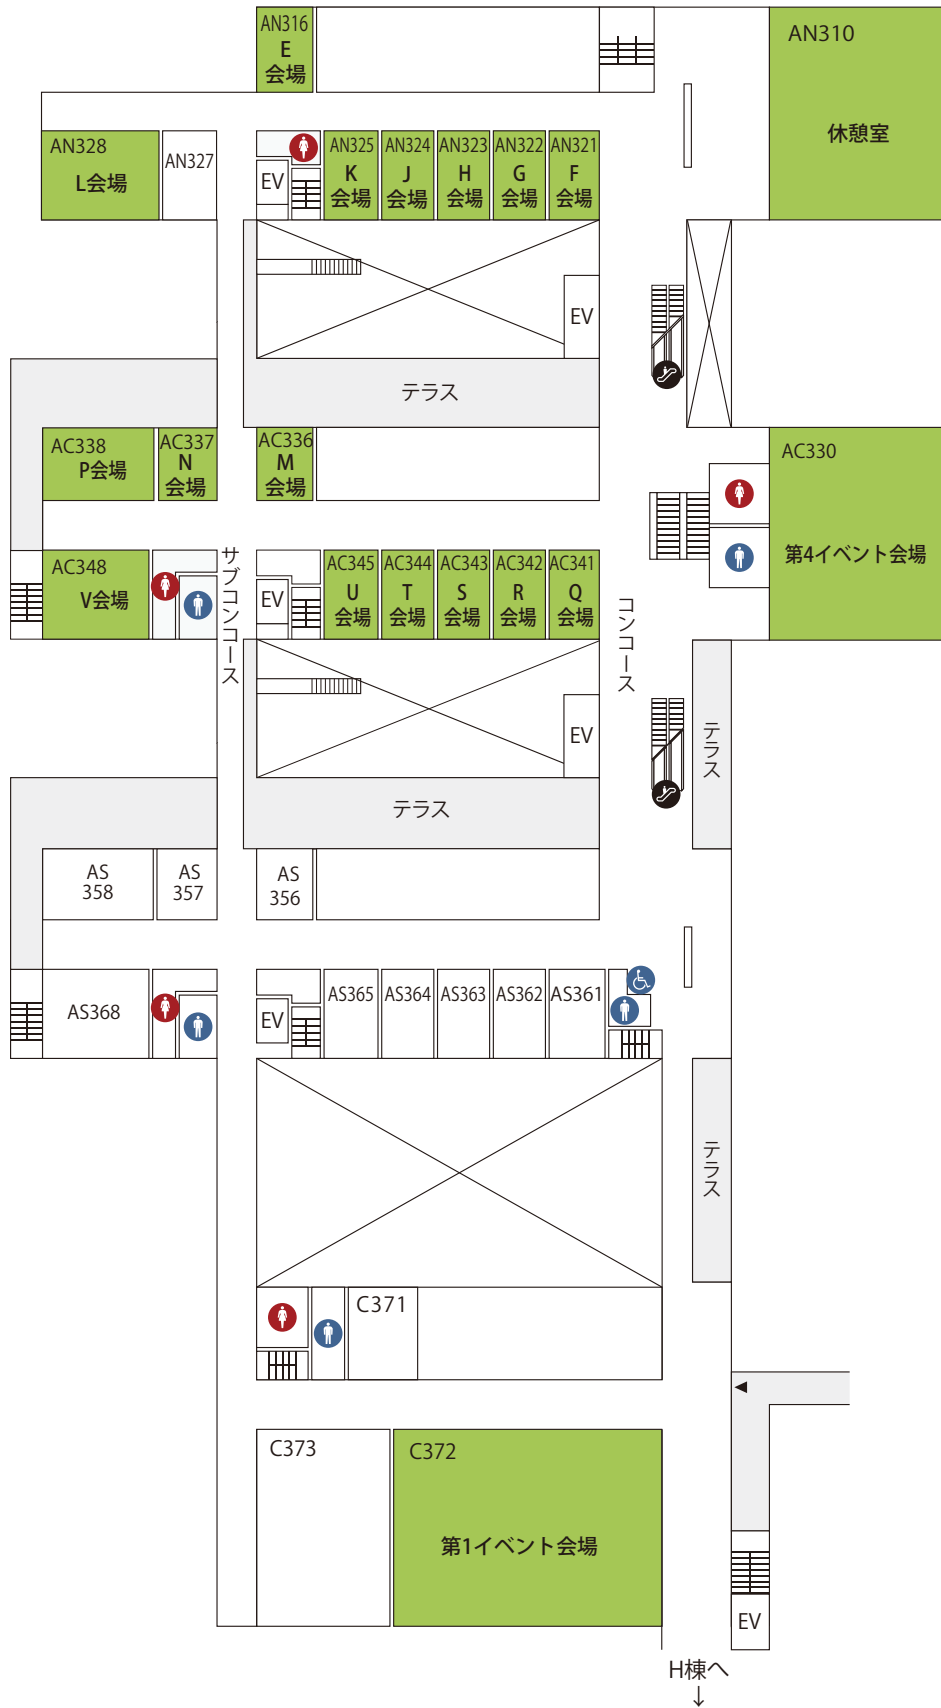 AN316
E
会場
AN310
休憩室
AN328
L会場
AN327
EV
AN325
K
会場
AN324
J
会場
AN323
H
会場
AN322
G
会場
AN321
F
会場
EV
テラス
AC338
P会場
AC337
N
会場
AC336
M
会場
AC330
第4イベント会場
AC348
V会場
サブコンコース
EV
AC345
U
会場
AC344
T
会場
AC343
S
会場
AC342
R
会場
AC341
Q
会場
コンコース
EV
テラス
テラス
AS
358
AS
357
AS
356
AS368
EV
AS365
AS364
AS363
AS362
AS361
テラス
C371
C373
C372
第1イベント会場
EV
H棟へ
↓